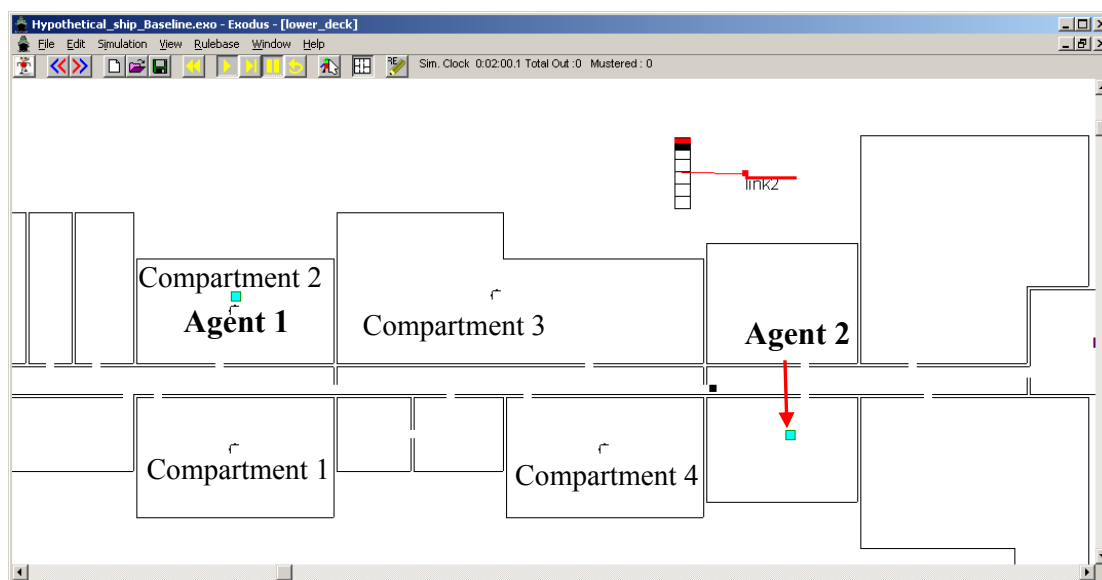 Hypothetical_ship_Baseline.exo - Exodus - [lower_deck]
File Edit Simulation View Rulebase Window Help
RE Sim. Clock 0:02:00.1 Total Out :0 Mustered : 0
link2
Compartment 2
Agent 1
Compartment 3
Agent 2
Compartment 1
Compartment 4